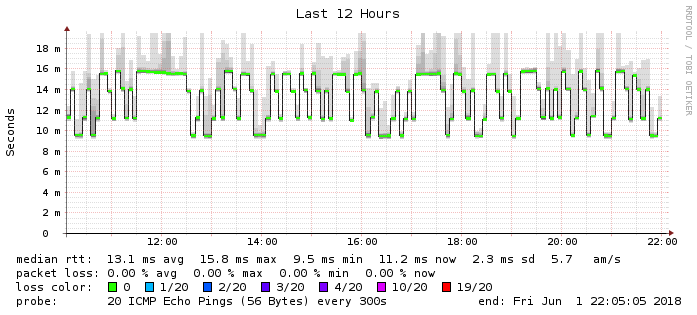 Last 12 Hours
RRDTOOL / TOBI OETIKER
Seconds
18 m
16 m
14 m
12 m
10 m
8 m
6 m
4 m
2 m
0
12:00 14:00 16:00 18:00 20:00 22:00
median rtt: 13.1 ms avg 15.8 ms max 9.5 ms min 11.2 ms now 2.3 ms sd 5.7 am/s
packet loss: 0.00 % avg 0.00 % max 0.00 % min 0.00 % now
loss color: 0 1/20 2/20 3/20 4/20 10/20 19/20
probe: 20 ICMP Echo Pings (56 Bytes) every 300s end: Fri Jun 1 22:05:05 2018